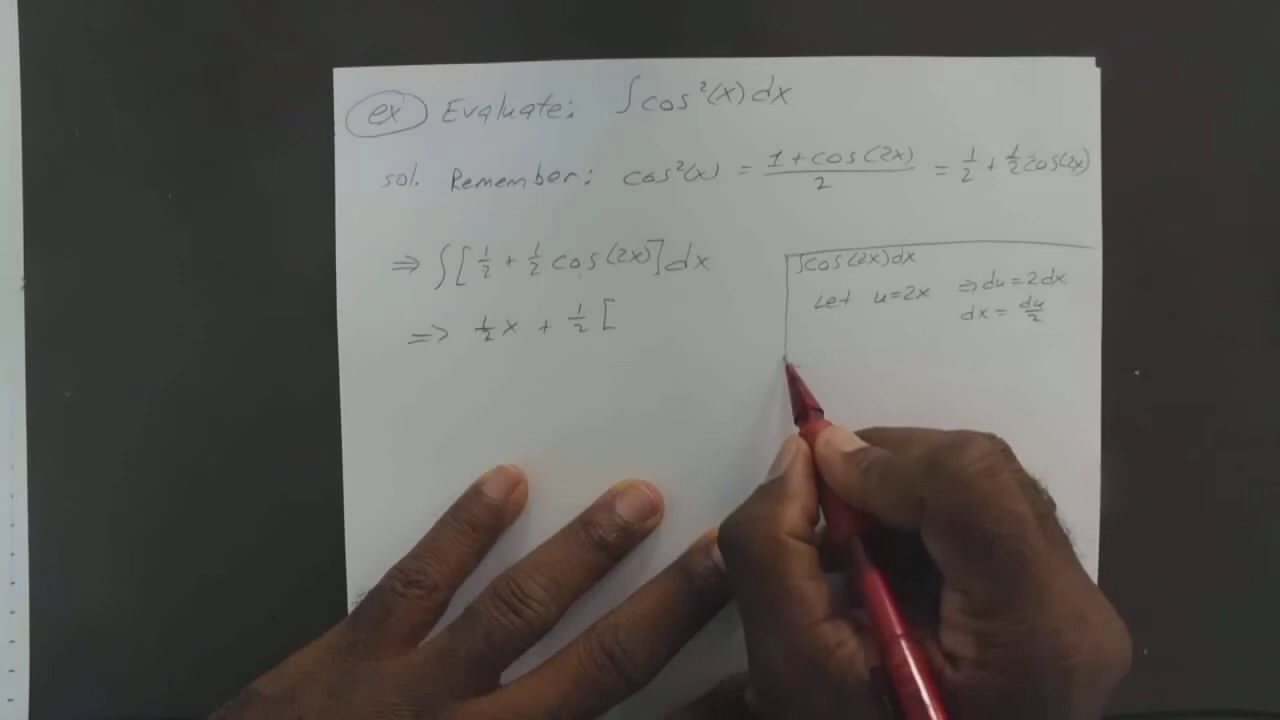 ex Evaluate: ∫cos²(x)dx
sol. Remember: cos²(x) = 1+cos(2x)/2 = 1/2 + 1/2 cos(2x)
⇒ ∫[1/2 + 1/2 cos(2x)]dx
⇒ 1/2 x + 1/2 [
∫cos(2x)dx
Let u=2x ⇒ du=2dx
dx = du/2